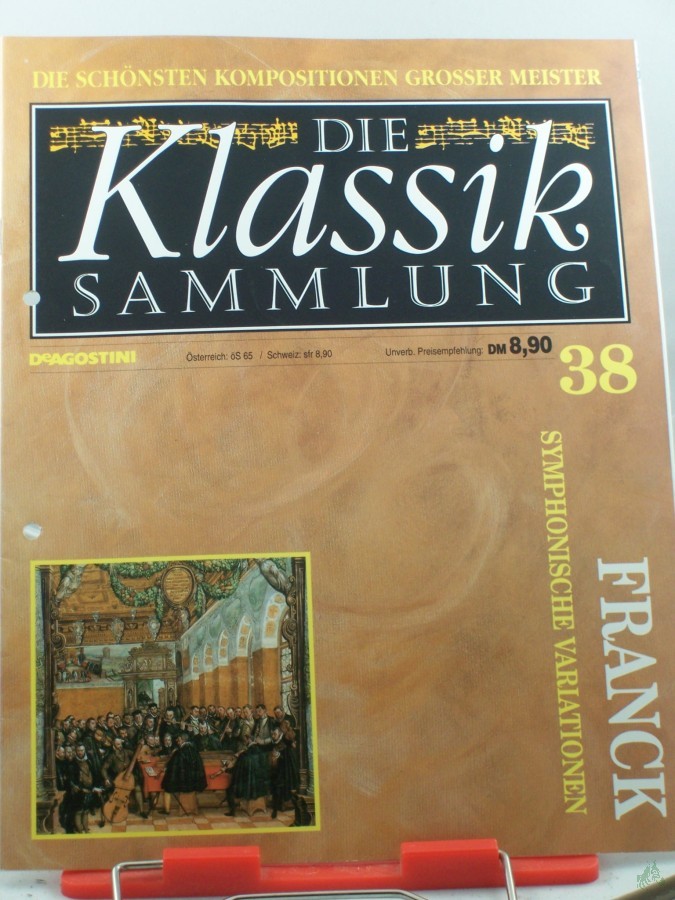 DIE SCHÖNSTEN KOMPOSITIONEN GROSSER MEISTER
DIE
Klassik
SAMMLUNG
DeAGOSTINI
Österreich: öS 65 / Schweiz: sfr 8,90
Unverb. Preisempfehlung: DM 8,90
38
SYMPHONISCHE VARIATIONEN
FRANCK